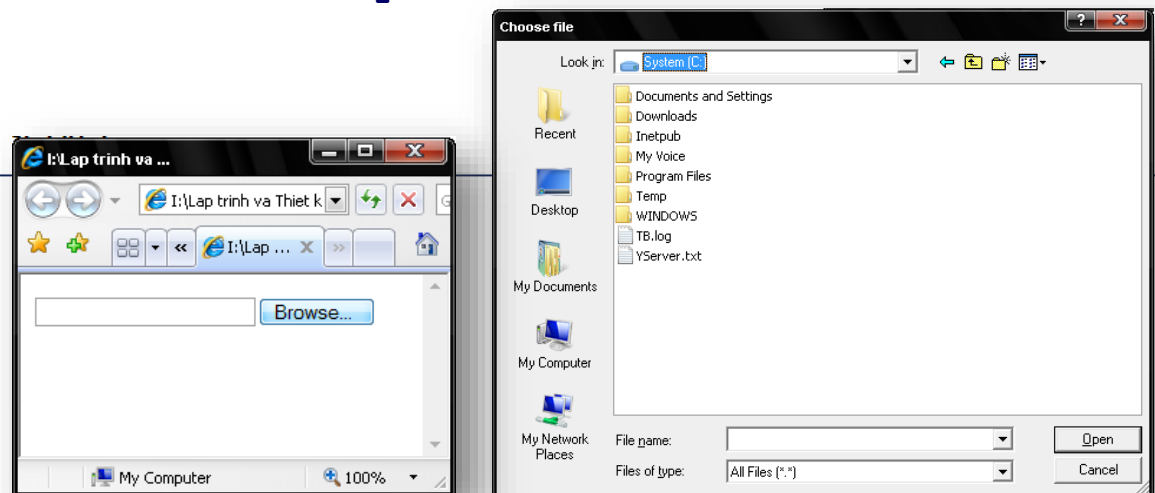 I:\Lap trinh va ...
I:\Lap trinh va Thiet k
G
I:\Lap ...
Browse...
My Computer
100%
Choose file
Look in:
System (C:)
Recent
Desktop
My Documents
My Computer
My Network
Places
Documents and Settings
Downloads
Inetpub
My Voice
Program Files
Temp
WINDOWS
TB.log
YServer.txt
File name:
Open
Files of type:
All Files (*.*)
Cancel